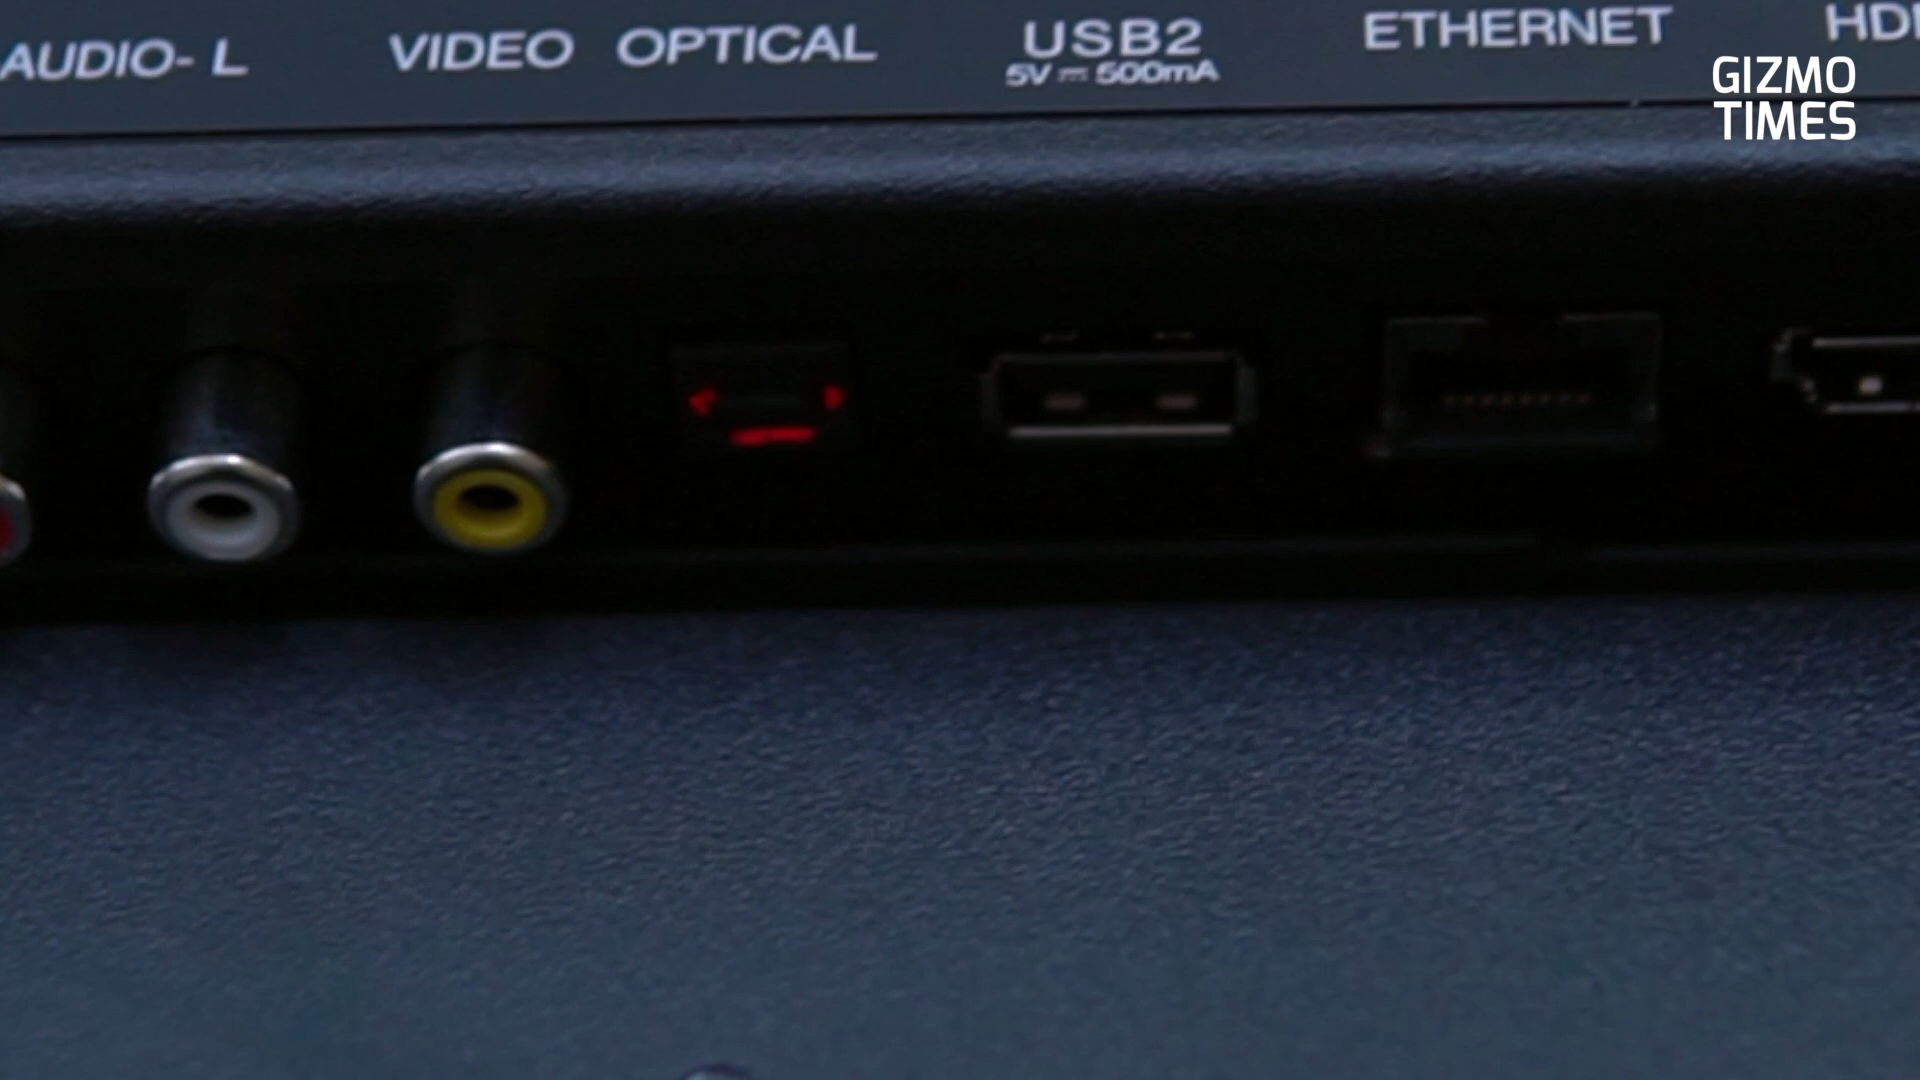 AUDIO- L
VIDEO
OPTICAL
USB2
5V⎓500mA
ETHERNET
GIZMO
TIMES